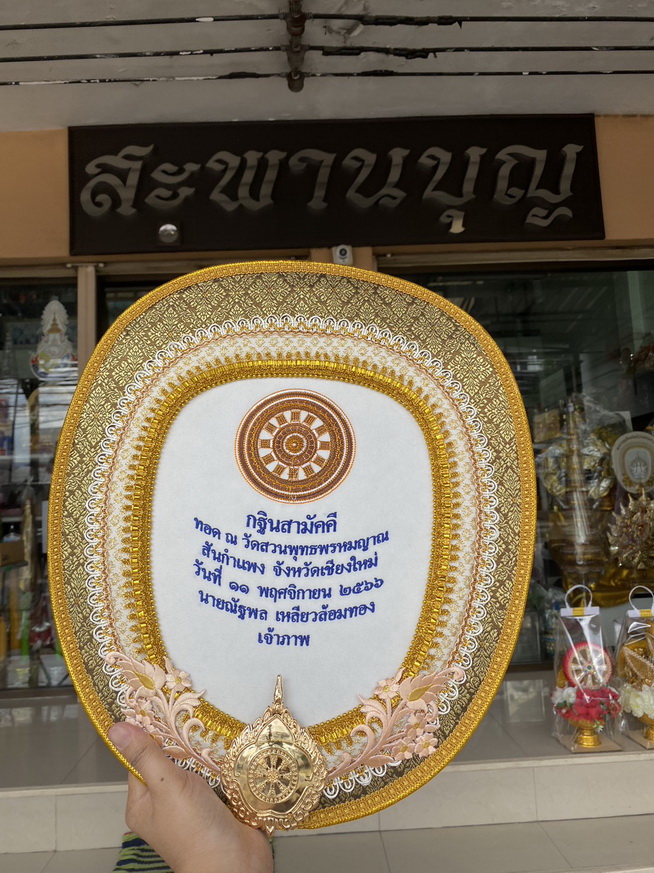 สะพานบุญ
กฐินสามัคคี
ทอด ณ วัดสวนพุทธพรหมญาณ
สันกำแพง จังหวัดเชียงใหม่
วันที่ ๑๑ พฤศจิกายน ๒๕๖๖
นายณัฐพล เหลียวล้อมทอง
เจ้าภาพ